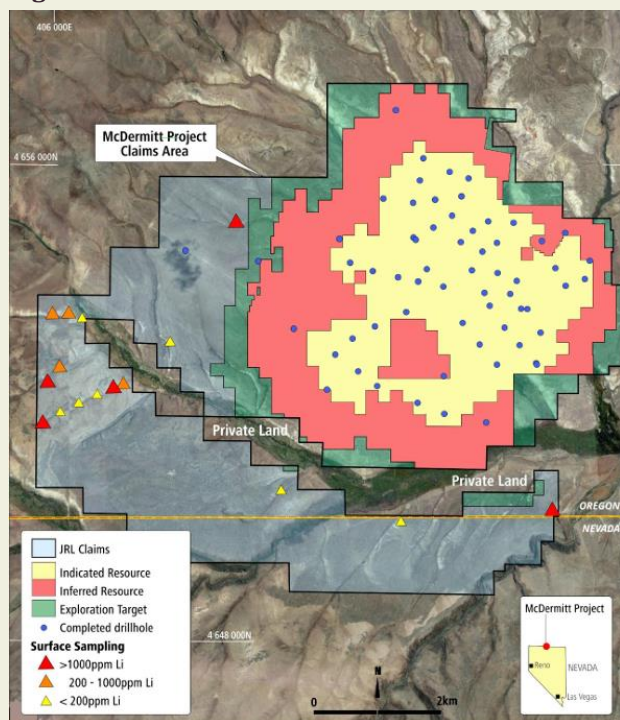 406 000E
McDermitt Project
Claims Area
4 656 000N
Private Land
Private Land
OREGON
NEVADA
JRL Claims
Indicated Resource
Inferred Resource
Exploration Target
Completed drillhole
Surface Sampling
>1000ppm Li
200 - 1000ppm Li
< 200ppm Li
4 648 000N
N
0 2km
McDermitt Project
Reno
NEVADA
Las Vegas